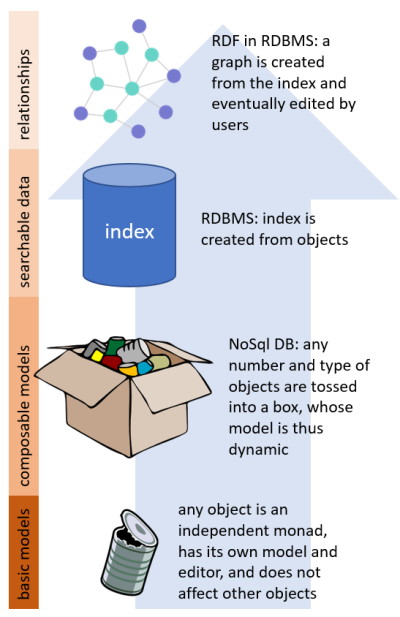 relationships
RDF in RDBMS: a
graph is created
from the index and
eventually edited by
users
searchable data
index
RDBMS: index is
created from objects
composable models
NoSql DB: any
number and type of
objects are tossed
into a box, whose
model is thus
dynamic
basic models
any object is an
independent monad,
has its own model and
editor, and does not
affect other objects